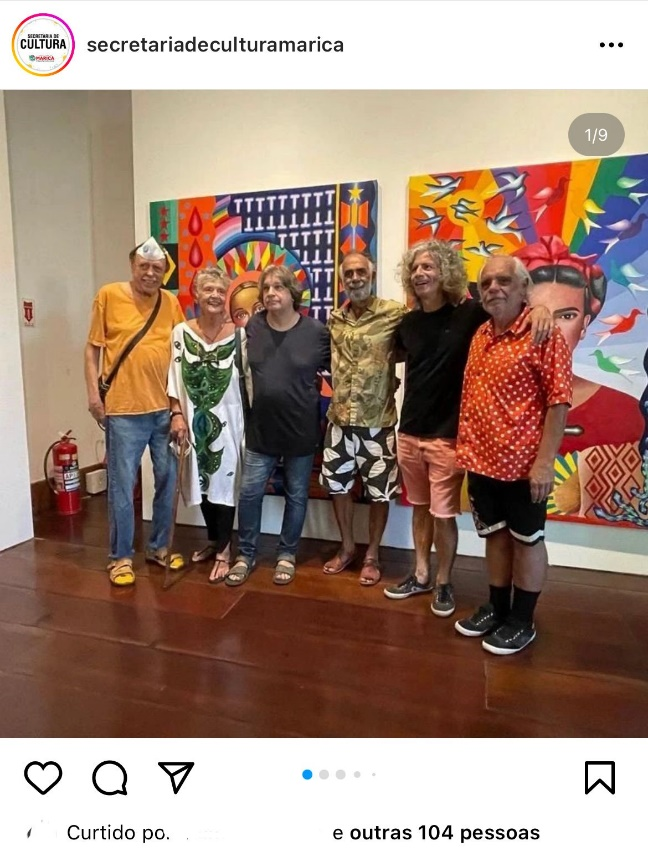 SECRETARIA DE
CULTURA
MARICÁ
secretariadeculturamarica
1/9
Curtido po.
e outras 104 pessoas